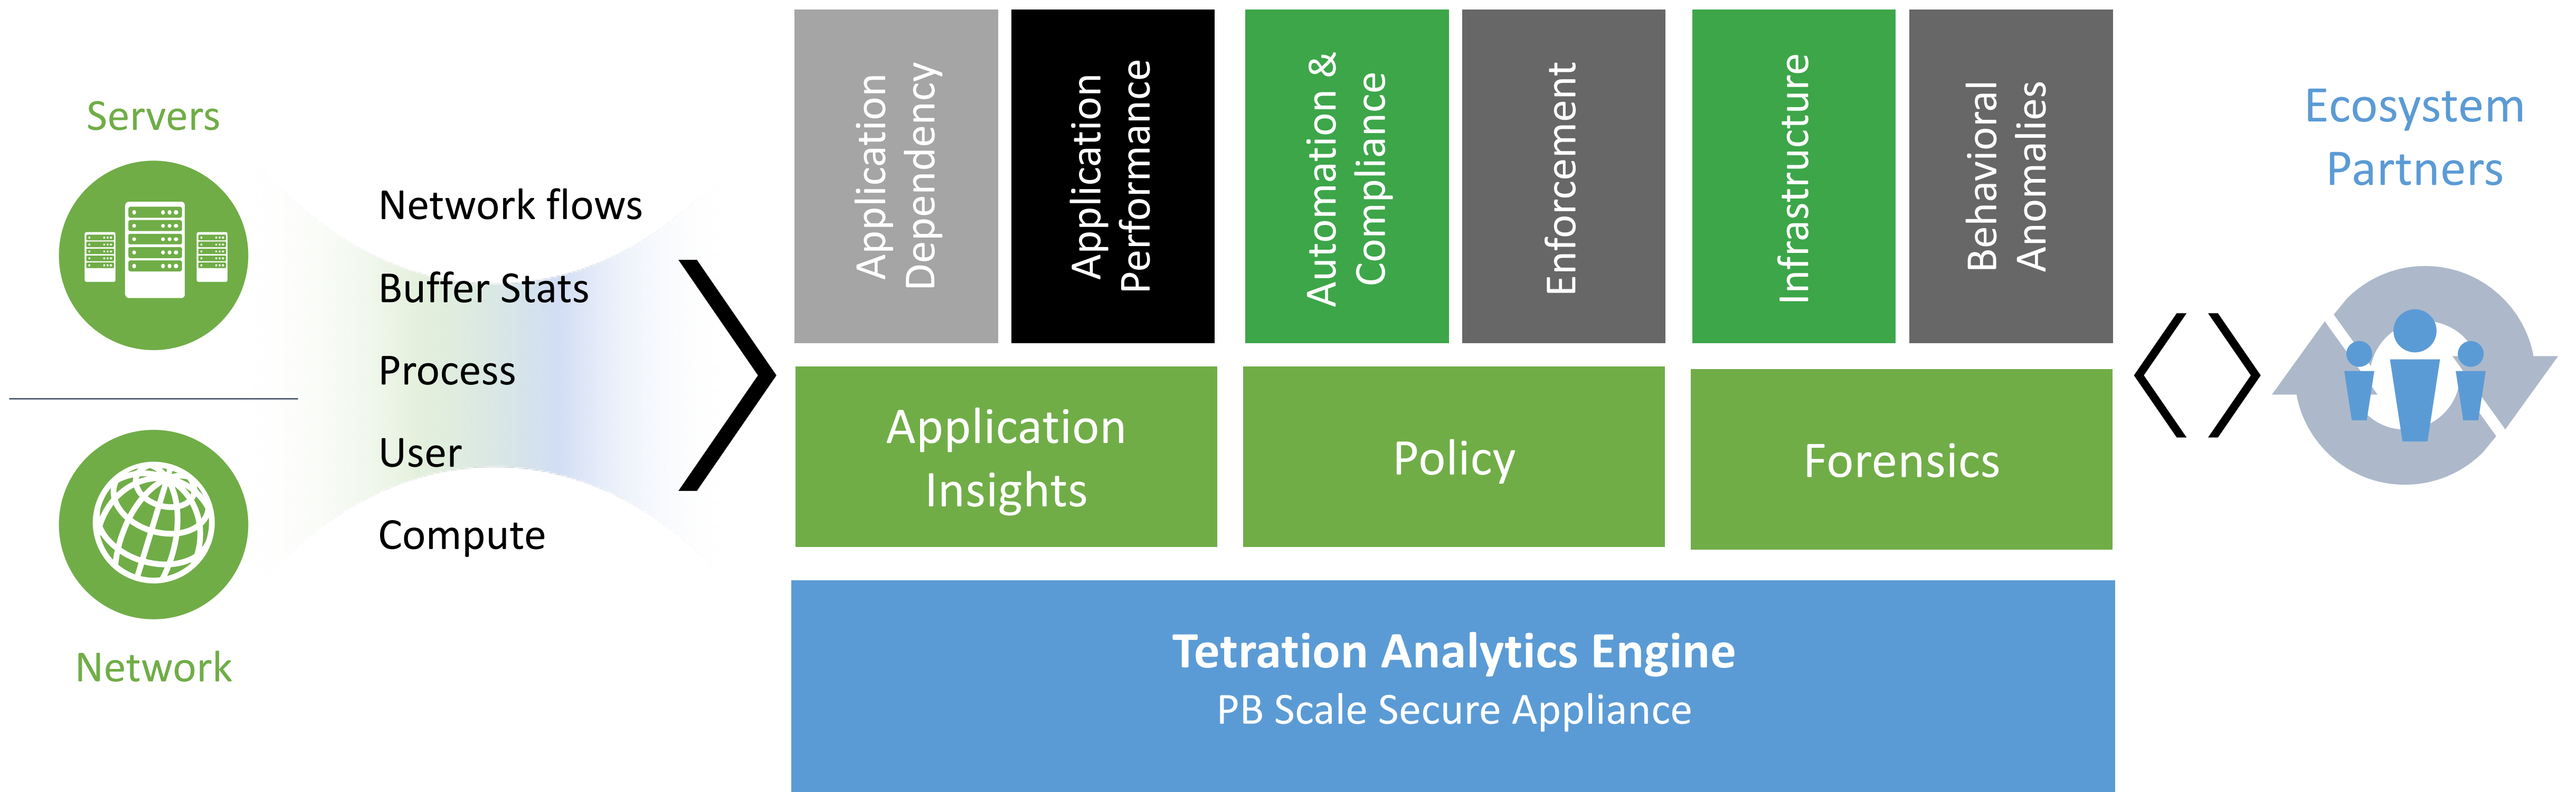 Servers
Network
Network flows
Buffer Stats
Process
User
Compute
Application
Dependency
Application
Performance
Automation &
Compliance
Enforcement
Infrastructure
Behavioral
Anomalies
Application
Insights
Policy
Forensics
Tetration Analytics Engine
PB Scale Secure Appliance
Ecosystem
Partners